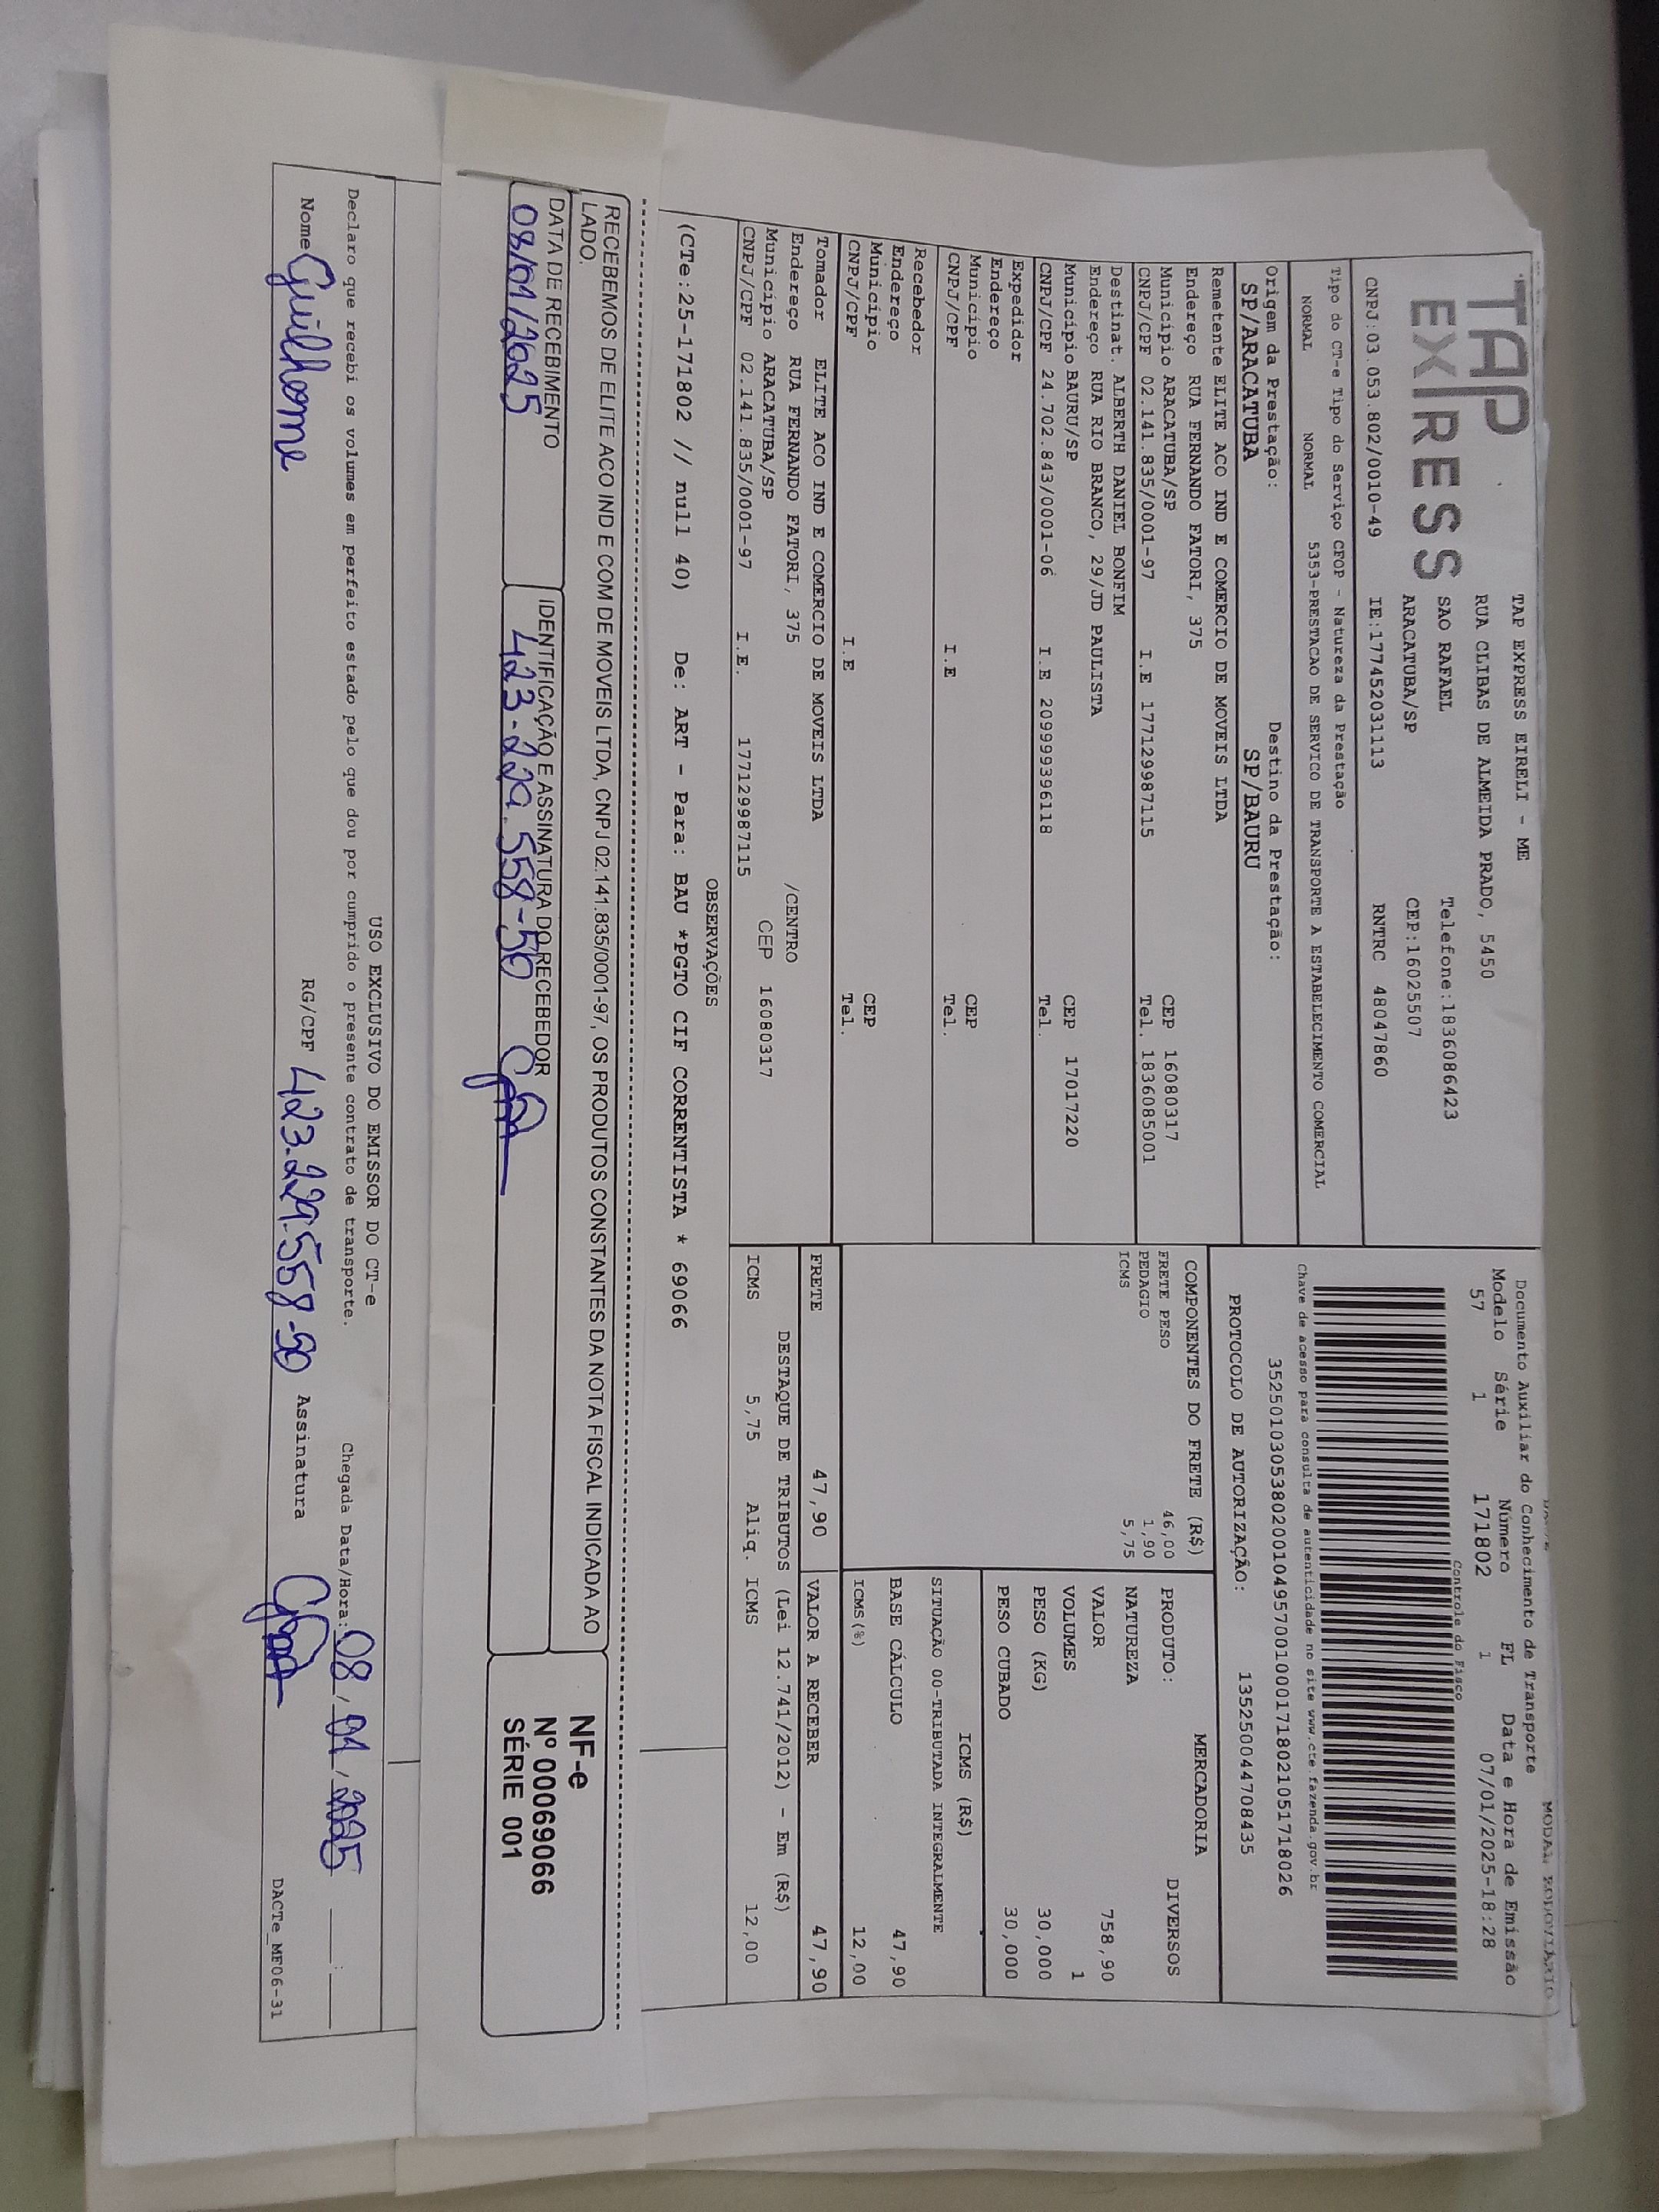 TAP
EXPRESS
TAP EXPRESS EIRELI - ME
RUA CLIBAS DE ALMEIDA PRADO, 5450
SAO RAFAEL Telefone:1836086423
ARACATUBA/SP CEP:16025507
CNPJ:03.053.802/0010-49 IE:177452031113 RNTRC 48047860
Tipo do CT-e Tipo do Serviço CFOP - Natureza da Prestação
NORMAL NORMAL 5353-PRESTACAO DE SERVICO DE TRANSPORTE A ESTABELECIMENTO COMERCIAL
Origem da Prestação: Destino da Prestação:
SP/ARACATUBA SP/BAURU
MODAL RODOVIARIO
Documento Auxiliar do Conhecimento de Transporte
Modelo Série Número FL Data e Hora de Emissão
57 1 171802 1 07/01/2025-18:28
Controle do Fisco
Chave de acesso para consulta de autenticidade no site www.cte.fazenda.gov.br
35250103053802001049570010001718021051718026
PROTOCOLO DE AUTORIZAÇÃO: 135250044708435
Remetente ELITE ACO IND E COMERCIO DE MOVEIS LTDA
Endereço RUA FERNANDO FATORI, 375
Município ARACATUBA/SP CEP 16080317
CNPJ/CPF 02.141.835/0001-97 I.E 177129987115 Tel. 1836085001
Destinat. ALBERTH DANIEL BONFIM
Endereço RUA RIO BRANCO, 29/JD PAULISTA
Município BAURU/SP CEP 17017220
CNPJ/CPF 24.702.843/0001-06 I.E 209999396118 Tel.
Expedidor
Endereço
Município CEP
CNPJ/CPF I.E Tel.
Recebedor
Endereço
Município CEP
CNPJ/CPF I.E Tel.
Tomador ELITE ACO IND E COMERCIO DE MOVEIS LTDA
Endereço RUA FERNANDO FATORI, 375 /CENTRO
Município ARACATUBA/SP CEP 16080317
CNPJ/CPF 02.141.835/0001-97 I.E. 177129987115
COMPONENTES DO FRETE (R$)
FRETE PESO 46,00
PEDAGIO 1,90
ICMS 5,75
MERCADORIA
PRODUTO: DIVERSOS
NATUREZA
VALOR 758,90
VOLUMES 1
PESO (KG) 30,000
PESO CUBADO 30,000
ICMS (R$)
SITUAÇÃO 00-TRIBUTADA INTEGRALMENTE
BASE CÁLCULO 47,90
ICMS(%) 12,00
FRETE 47,90 VALOR A RECEBER 47,90
DESTAQUE DE TRIBUTOS (Lei 12.741/2012) - Em (R$)
ICMS 5,75 Aliq. ICMS 12,00
OBSERVAÇÕES
(CTe:25-171802 // null 40) De: ART - Para: BAU *PGTO CIF CORRENTISTA * 69066
RECEBEMOS DE ELITE ACO IND E COM DE MOVEIS LTDA, CNPJ 02.141.835/0001-97, OS PRODUTOS CONSTANTES DA NOTA FISCAL INDICADA AO
LADO.
DATA DE RECEBIMENTO IDENTIFICAÇÃO E ASSINATURA DO RECEBEDOR
08/01/2025 423.229.558-50
NF-e
Nº 000069066
SÉRIE 001
USO EXCLUSIVO DO EMISSOR DO CT-e
Declaro que recebi os volumes em perfeito estado pelo que dou por cumprido o presente contrato de transporte. Chegada Data/Hora: 08/01/2025 __:__
Nome Guilherme RG/CPF 423.229.558-50 Assinatura
DACTe_MF06-31